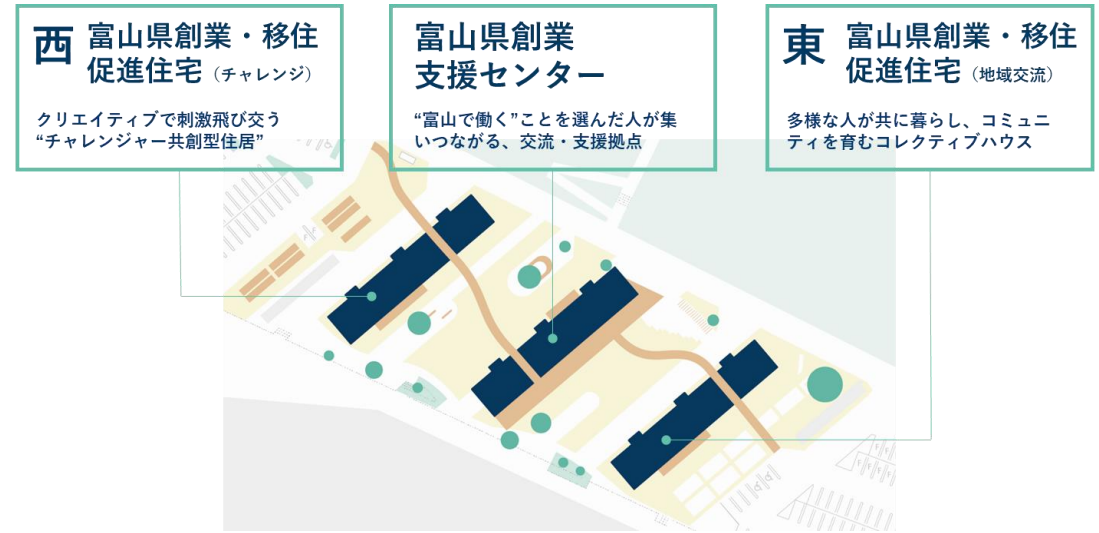 西 富山県創業・移住
促進住宅（チャレンジ）
クリエイティブで刺激飛び交う
“チャレンジャー共創型住居”
富山県創業
支援センター
“富山で働く”ことを選んだ人が集
いつながる、交流・支援拠点
東 富山県創業・移住
促進住宅（地域交流）
多様な人が共に暮らし、コミュニ
ティを育むコレクティブハウス